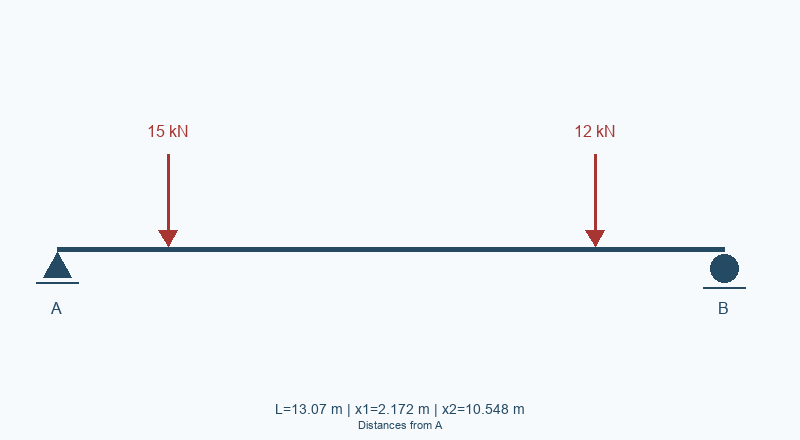 15 kN
12 kN
A
B
L=13.07 m | x1=2.172 m | x2=10.548 m
Distances from A